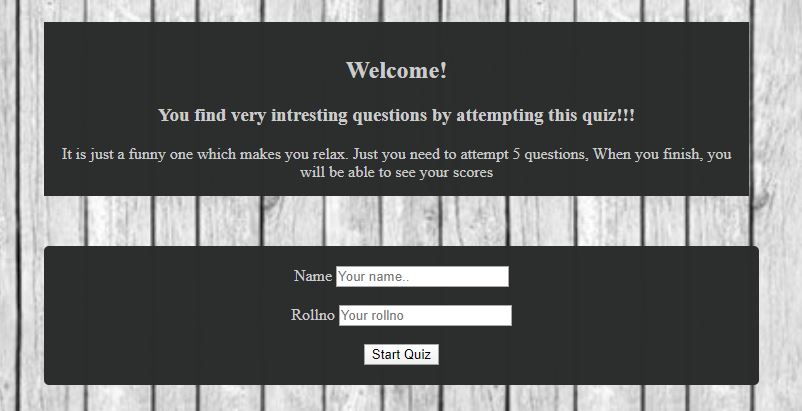 Welcome!
You find very intresting questions by attempting this quiz!!!
It is just a funny one which makes you relax. Just you need to attempt 5 questions, When you finish, you
will be able to see your scores
Name Your name..
Rollno Your rollno
Start Quiz